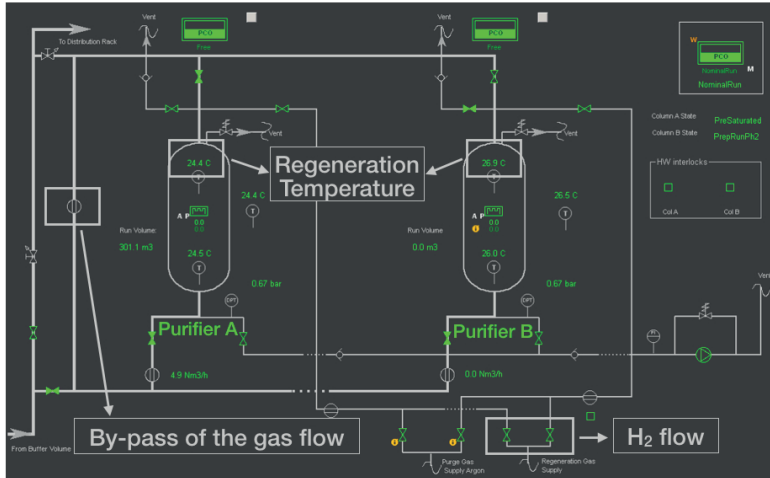 Vent
To Distribution Rack
PCO
Free
Vent
PCO
Free
W
PCO
NominalRun
M
NominalRun
Column A State
PreSaturated
Column B State
PrepRunPh2
HW interlocks
Col A
Col B
Vent
Vent
24.4 C
T
Regeneration
Temperature
26.9 C
T
24.4 C
T
26.5 C
T
A P
0.0
0.0
A P
0.0
0.0
i
Run Volume:
301.1 m3
Run Volume:
0.0 m3
24.5 C
T
26.0 C
T
0.67 bar
0.67 bar
Vent
DPT
DPT
Purifier A
Purifier B
PI
4.9 Nm3/h
0.0 Nm3/h
By-pass of the gas flow
H2 flow
From Buffer Volume
i
i
Purge Gas
Supply Argon
Regeneration Gas
Supply